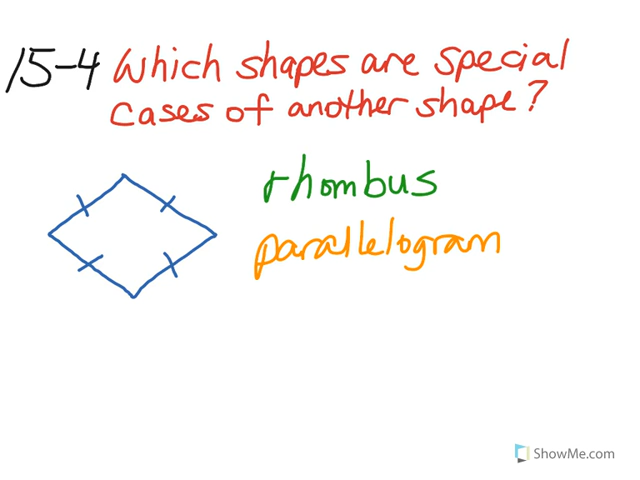 15-4 Which shapes are special
cases of another shape?
rhombus
parallelogram
ShowMe.com